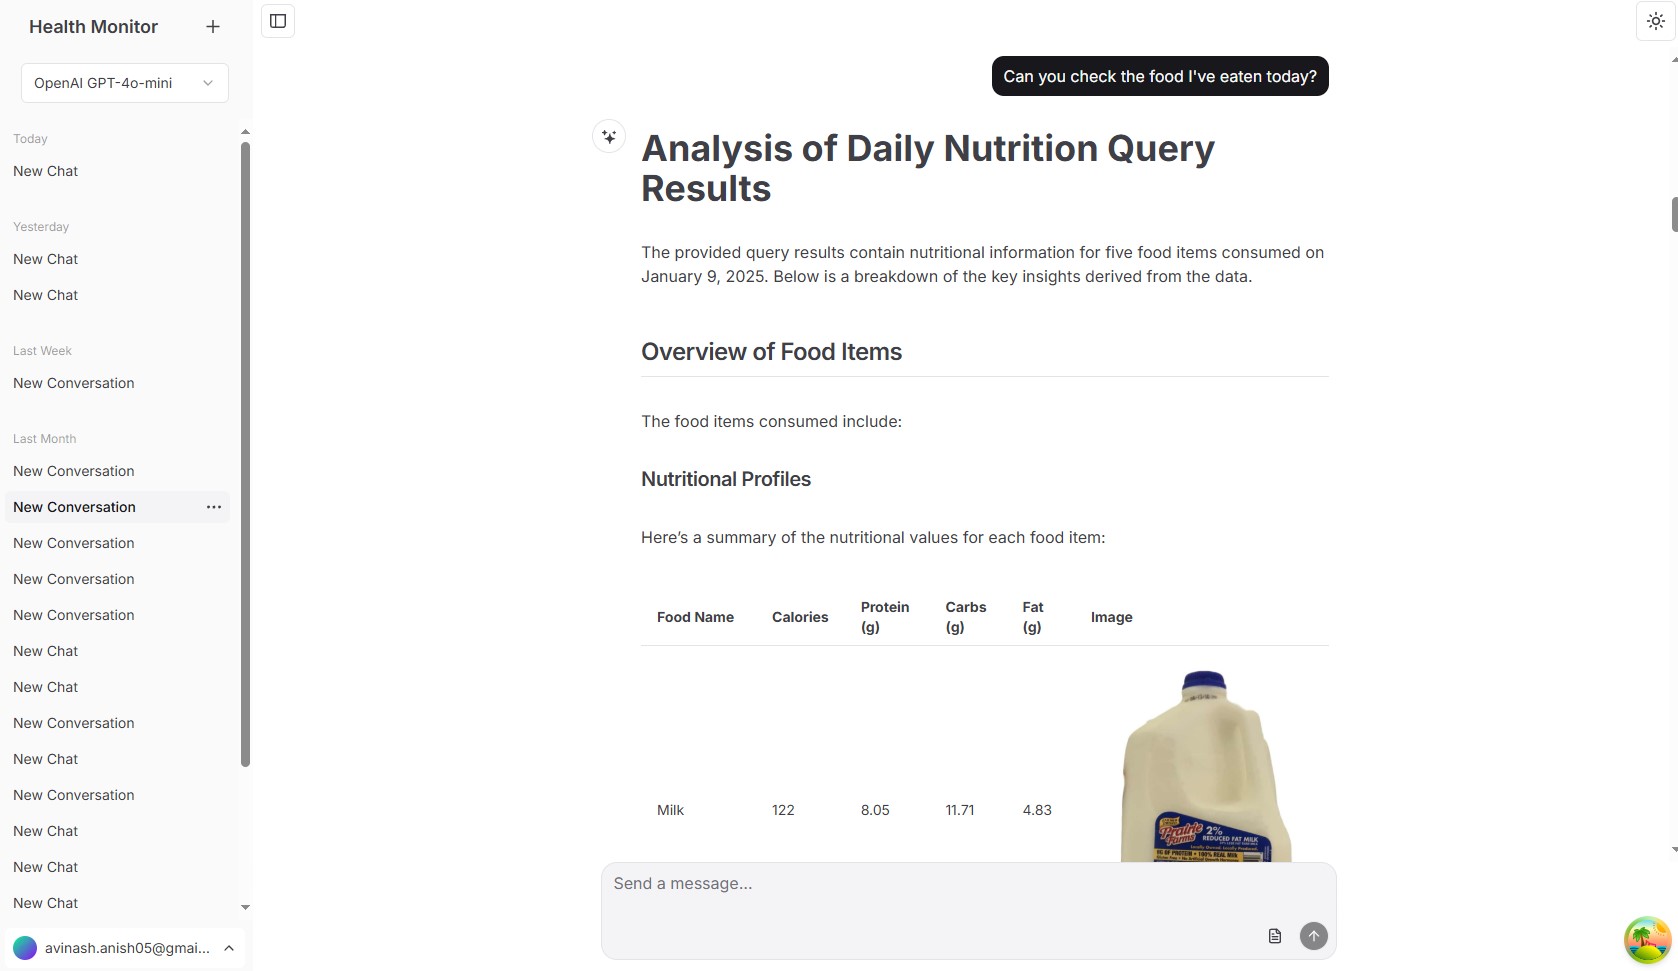 Health Monitor
OpenAI GPT-4o-mini
Today
New Chat
Yesterday
New Chat
New Chat
Last Week
New Conversation
Last Month
New Conversation
New Conversation
New Conversation
New Conversation
New Conversation
New Chat
New Chat
New Conversation
New Chat
New Conversation
New Chat
New Chat
New Chat
avinash.anish05@gmai...
Can you check the food I've eaten today?
Analysis of Daily Nutrition Query
Results
The provided query results contain nutritional information for five food items consumed on
January 9, 2025. Below is a breakdown of the key insights derived from the data.
Overview of Food Items
The food items consumed include:
Nutritional Profiles
Here’s a summary of the nutritional values for each food item:
Food Name Calories Protein (g) Carbs (g) Fat (g) Image
Milk 122 8.05 11.71 4.83
Prairie
Farms
2%
REDUCED FAT MILK
Send a message...